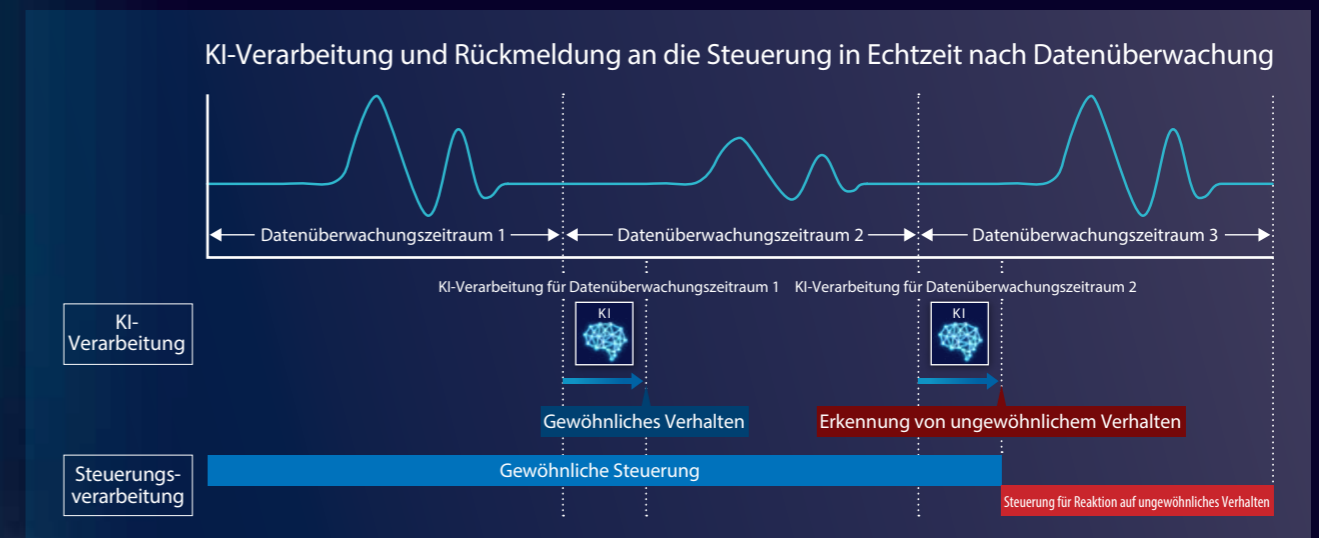 KI-Verarbeitung und Rückmeldung an die Steuerung in Echtzeit nach Datenüberwachung
Datenüberwachungszeitraum 1
Datenüberwachungszeitraum 2
Datenüberwachungszeitraum 3
KI-Verarbeitung für Datenüberwachungszeitraum 1
KI-Verarbeitung für Datenüberwachungszeitraum 2
KI-
Verarbeitung
KI
KI
Gewöhnliches Verhalten
Erkennung von ungewöhnlichem Verhalten
Steuerungs-
verarbeitung
Gewöhnliche Steuerung
Steuerung für Reaktion auf ungewöhnliches Verhalten